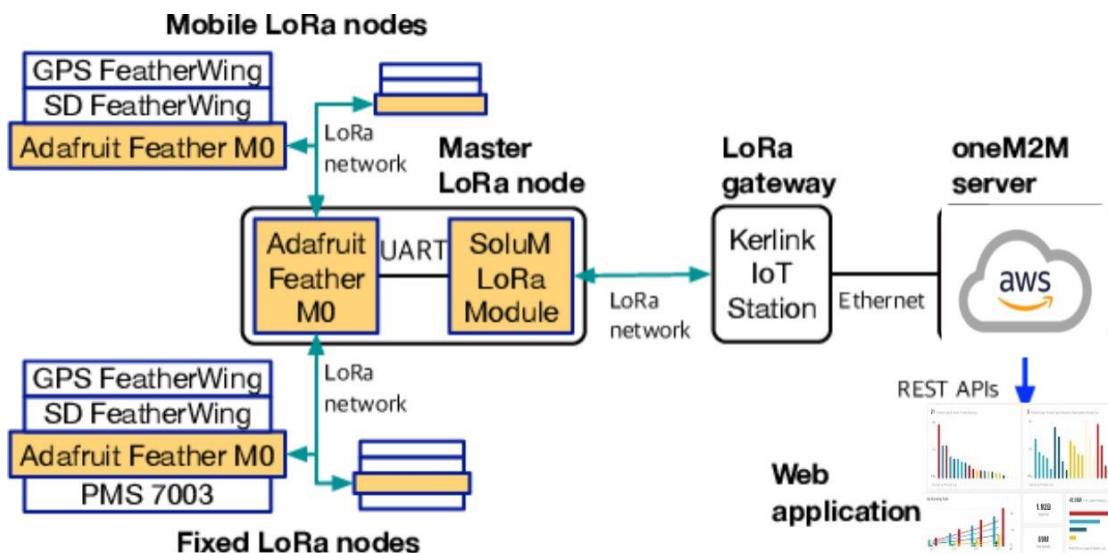 Mobile LoRa nodes
GPS FeatherWing
SD FeatherWing
Adafruit Feather M0
LoRa
network
Master
LoRa node
LoRa
gateway
oneM2M
server
Adafruit
Feather
M0
UART
SoluM
LoRa
Module
LoRa
network
Kerlink
IoT
Station
Ethernet
aws
LoRa
network
GPS FeatherWing
SD FeatherWing
Adafruit Feather M0
PMS 7003
Fixed LoRa nodes
REST APIs
Web
application